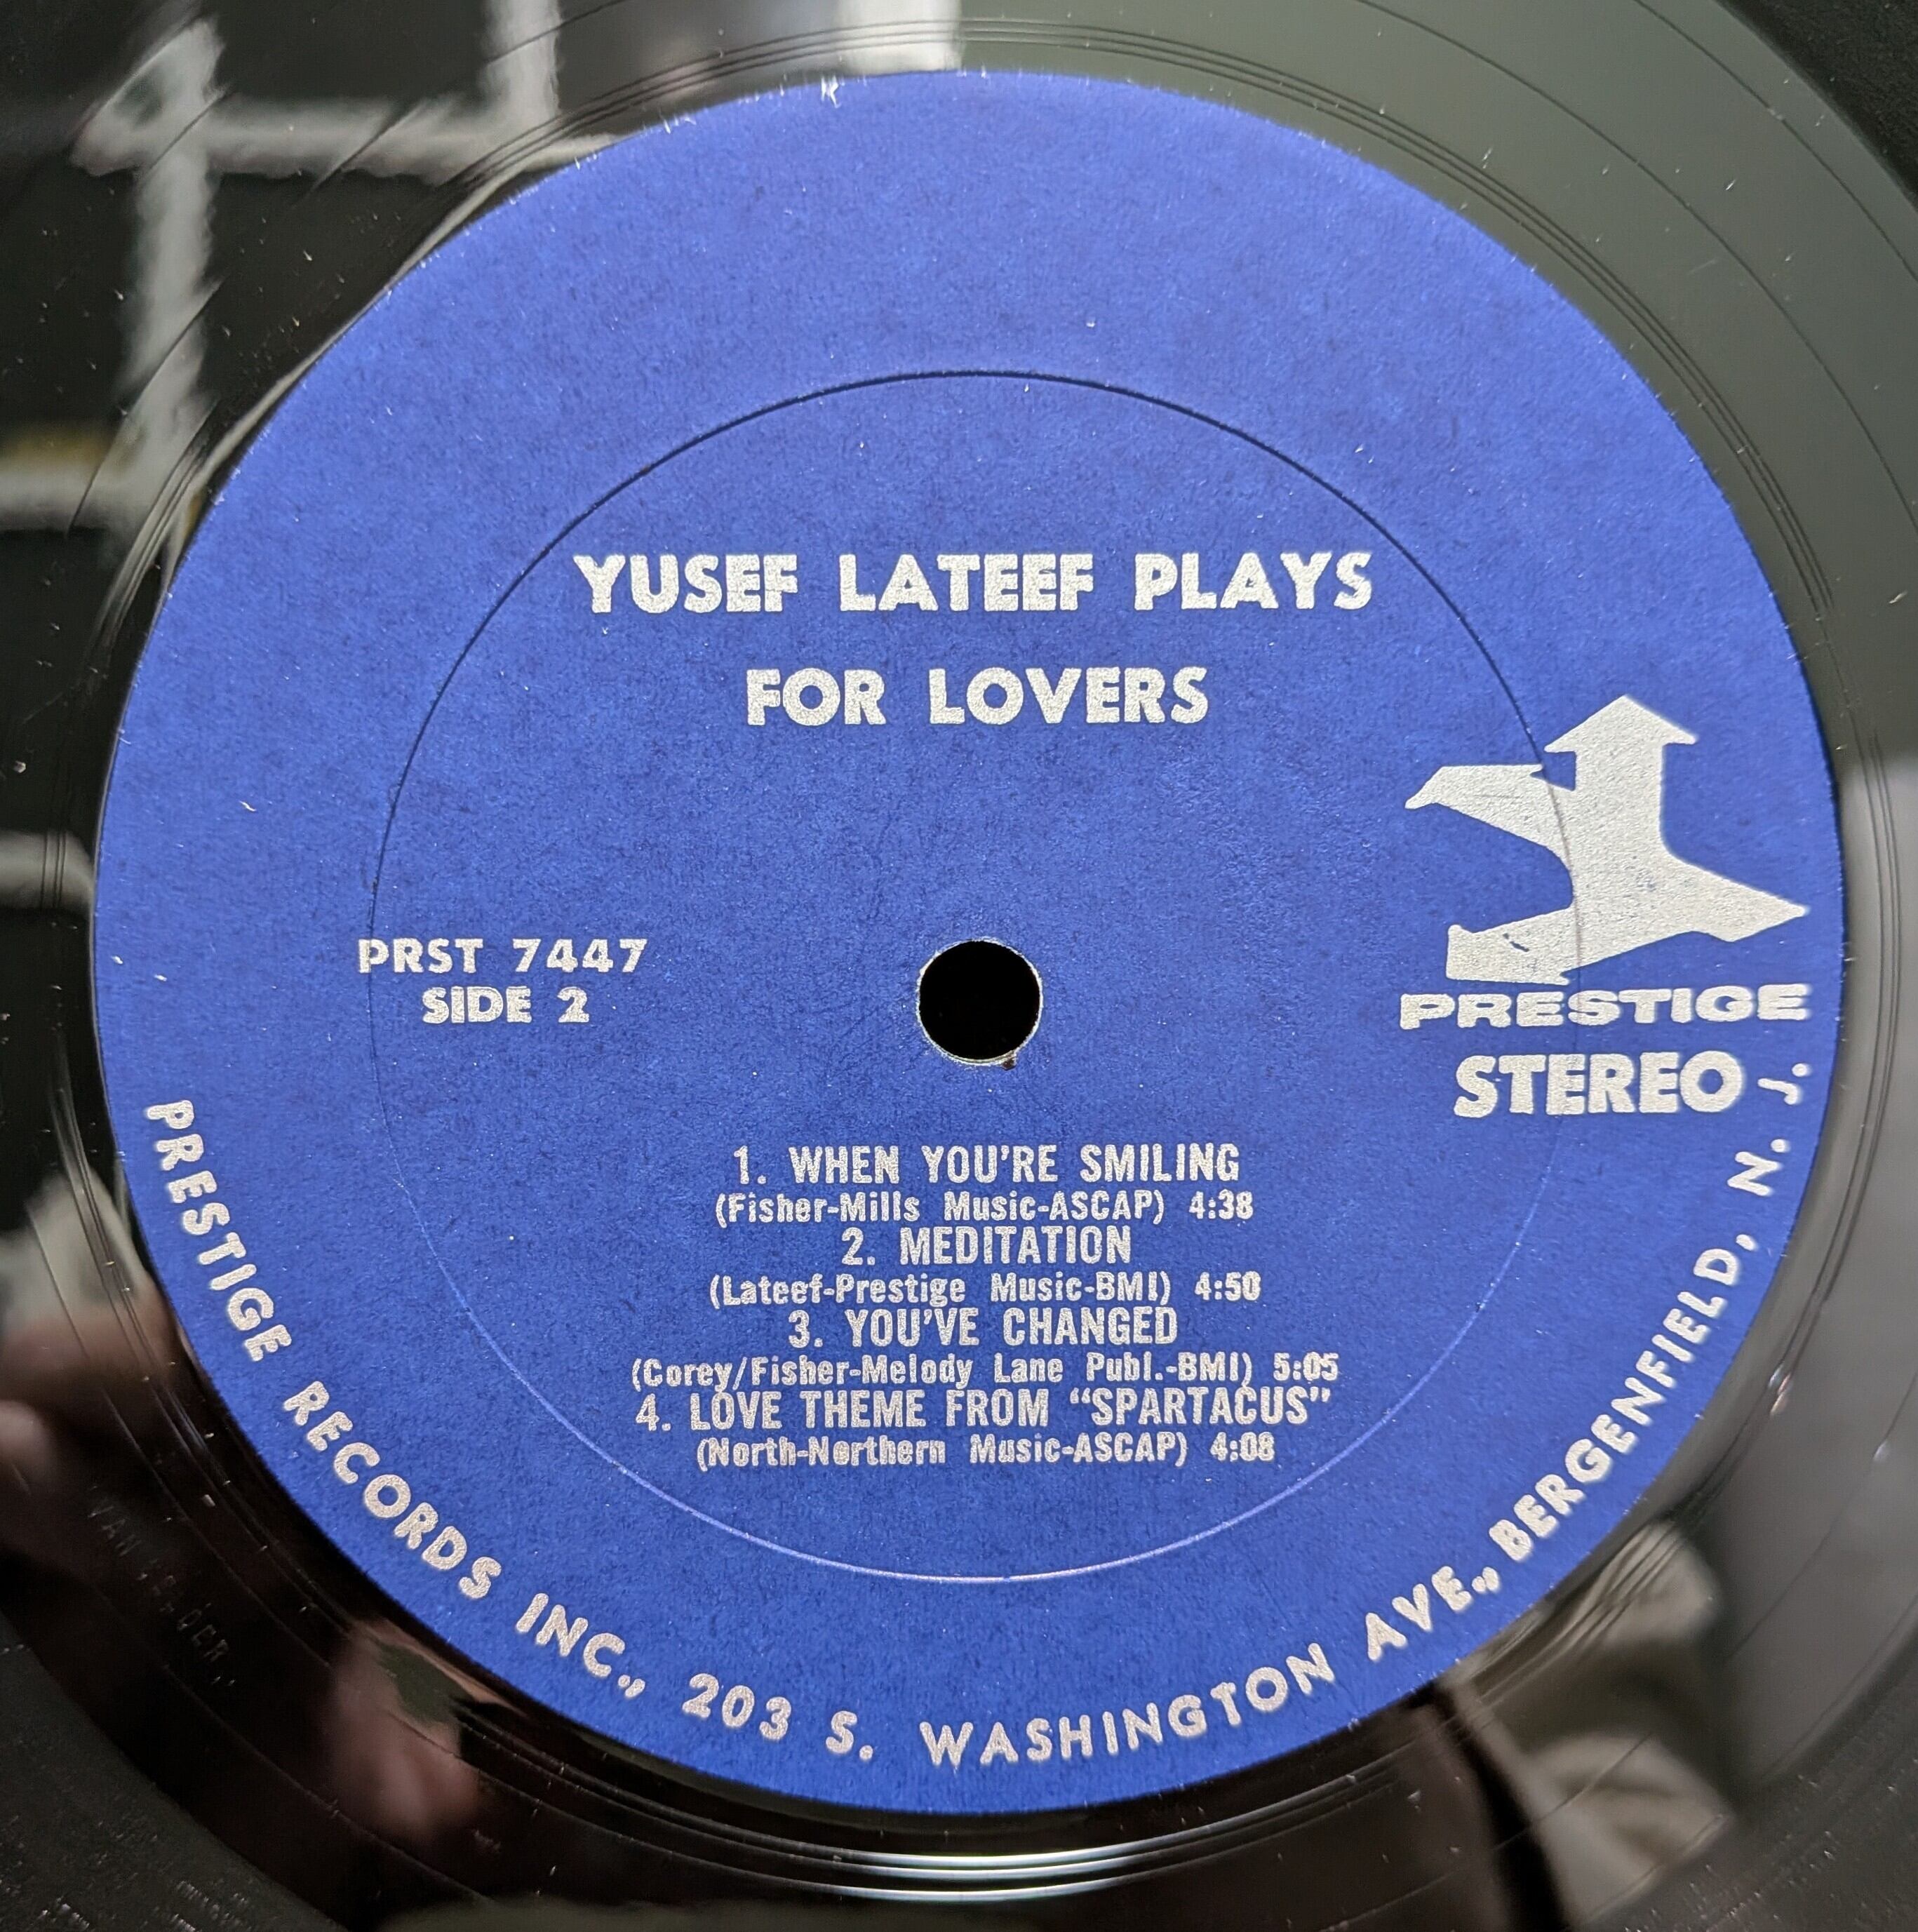 YUSEF LATEEF PLAYS
FOR LOVERS
PRST 7447
SIDE 2
PRESTIGE
STEREO
1. WHEN YOU'RE SMILING
(Fisher-Mills Music-ASCAP) 4:38
2. MEDITATION
(Lateef-Prestige Music-BMI) 4:50
3. YOU'VE CHANGED
(Corey/Fisher-Melody Lane Publ.-BMI) 5:05
4. LOVE THEME FROM “SPARTACUS”
(North-Northern Music-ASCAP) 4:08
PRESTIGE RECORDS INC., 203 S. WASHINGTON AVE., BERGENFIELD, N. J.
VAN GELDER